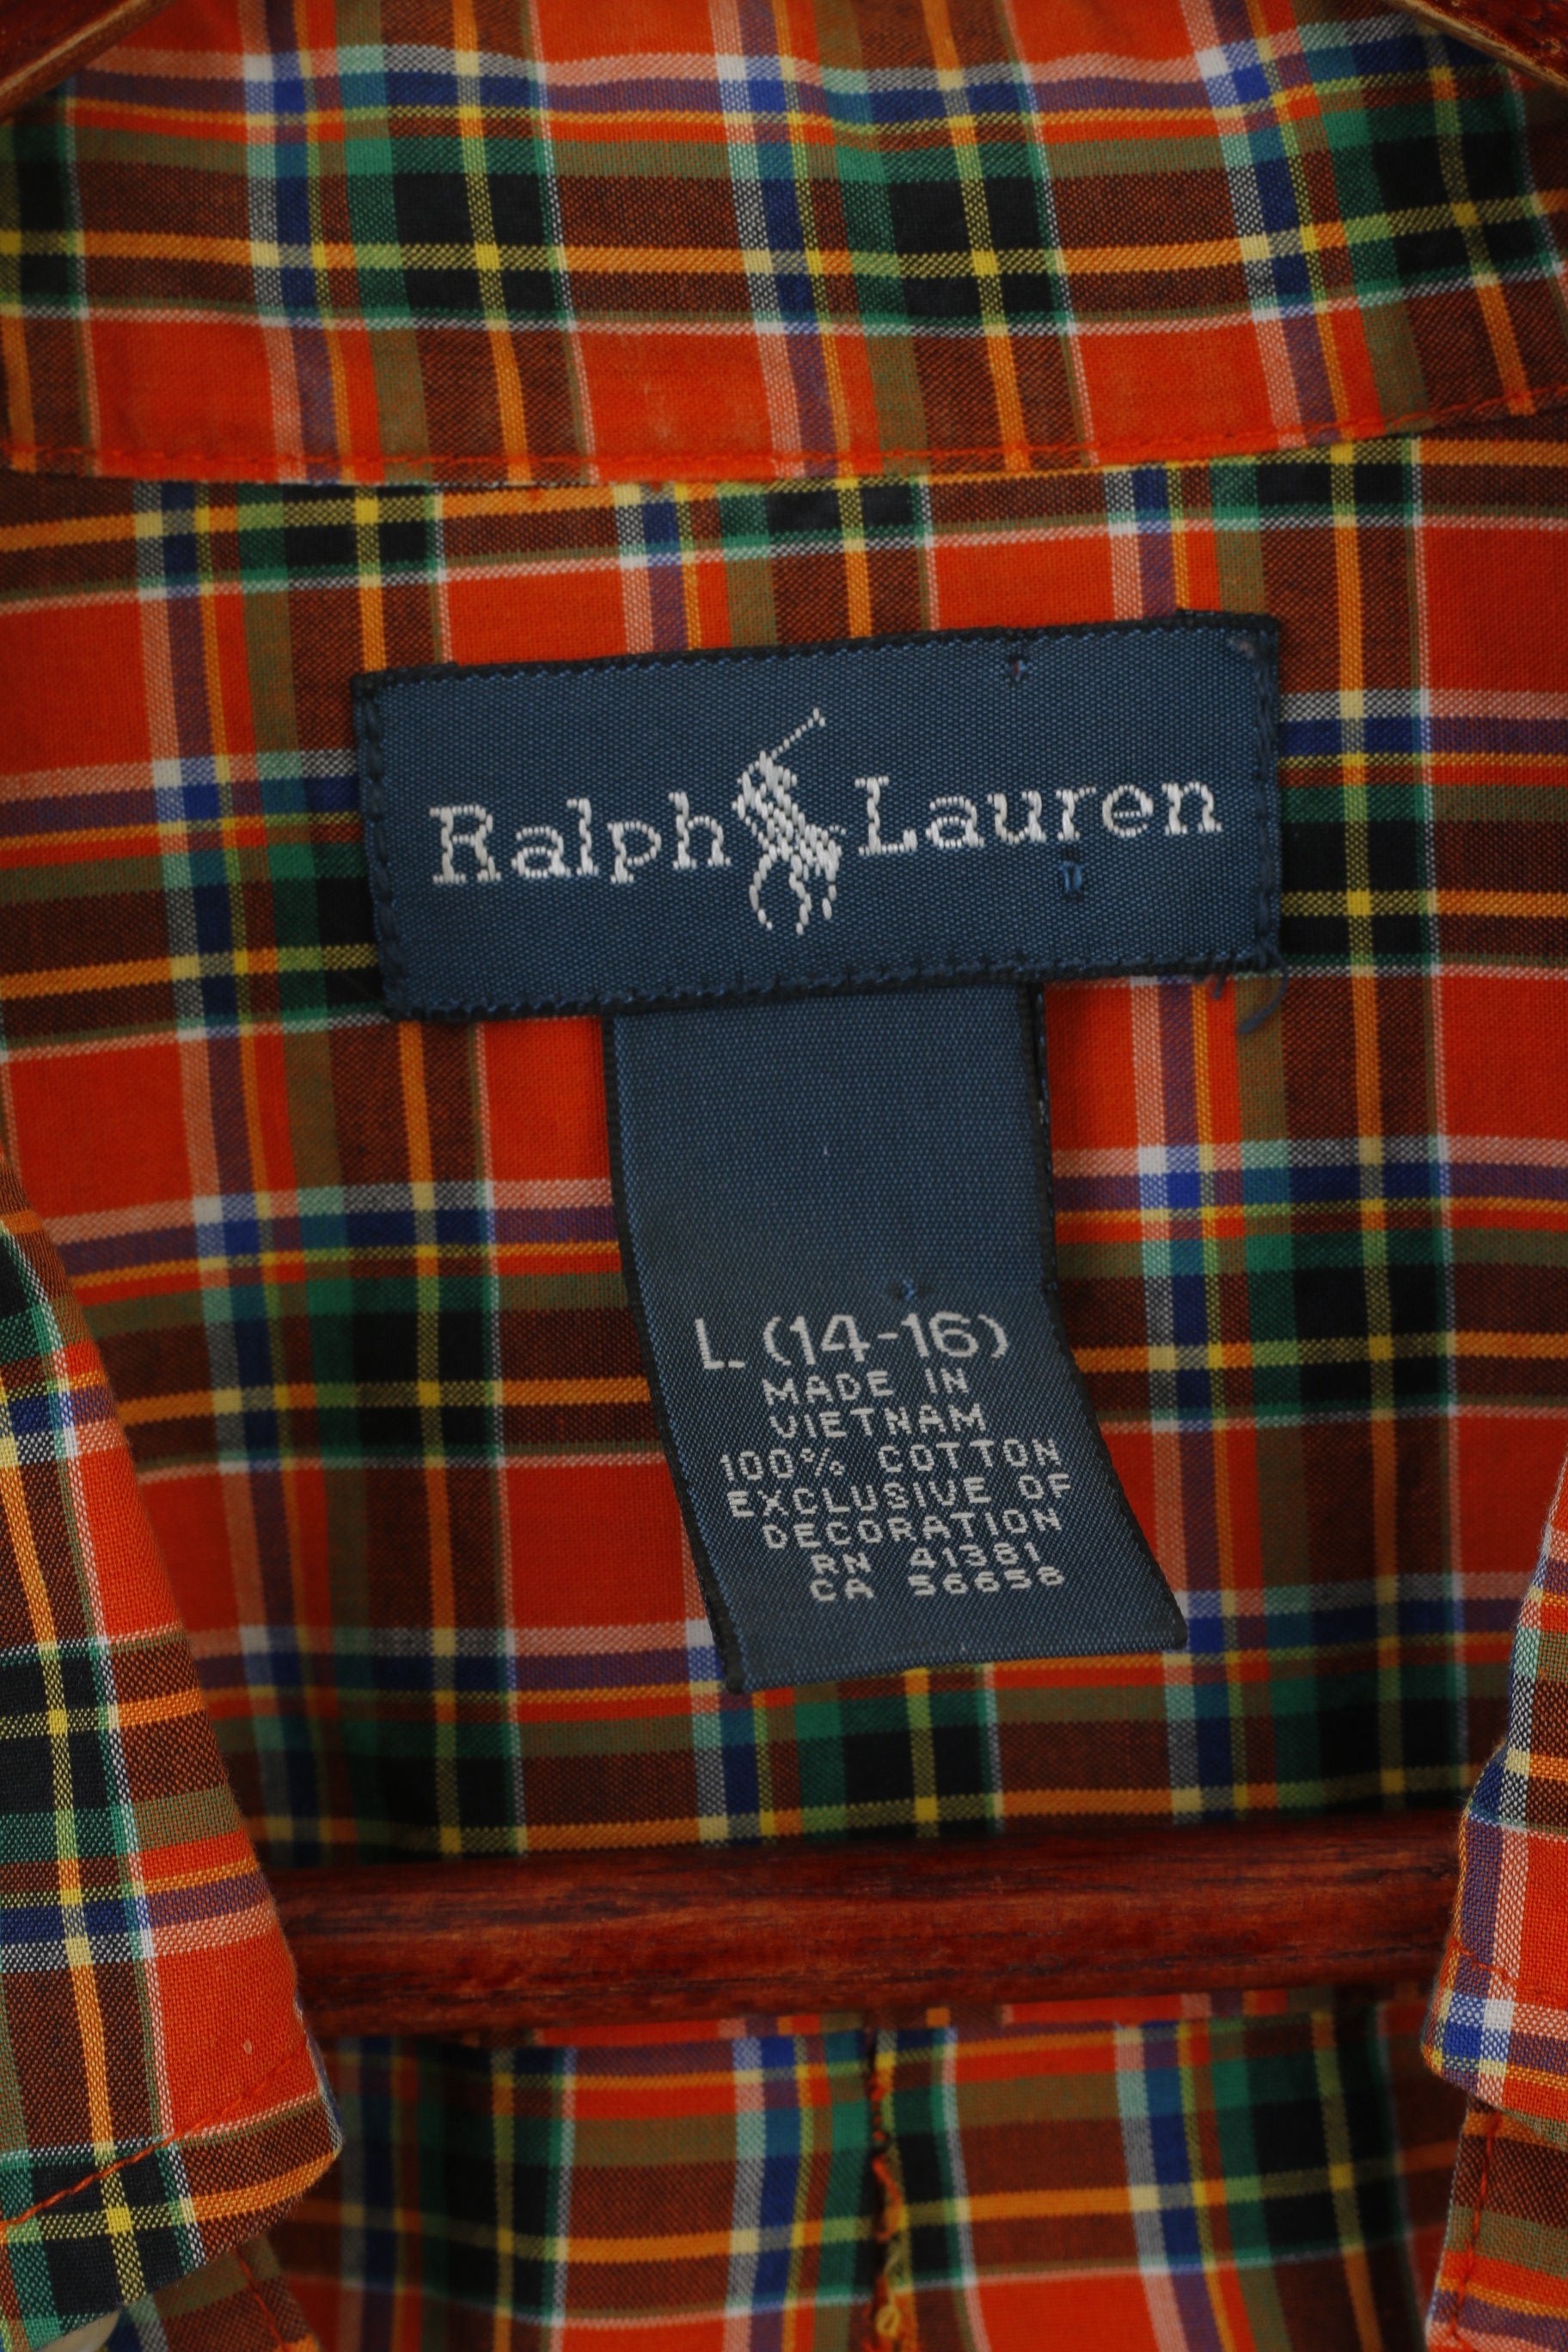 Ralph Lauren
L (14-16)
MADE IN
VIETNAM
100% COTTON
EXCLUSIVE OF
DECORATION
RN 41381
CA 56658